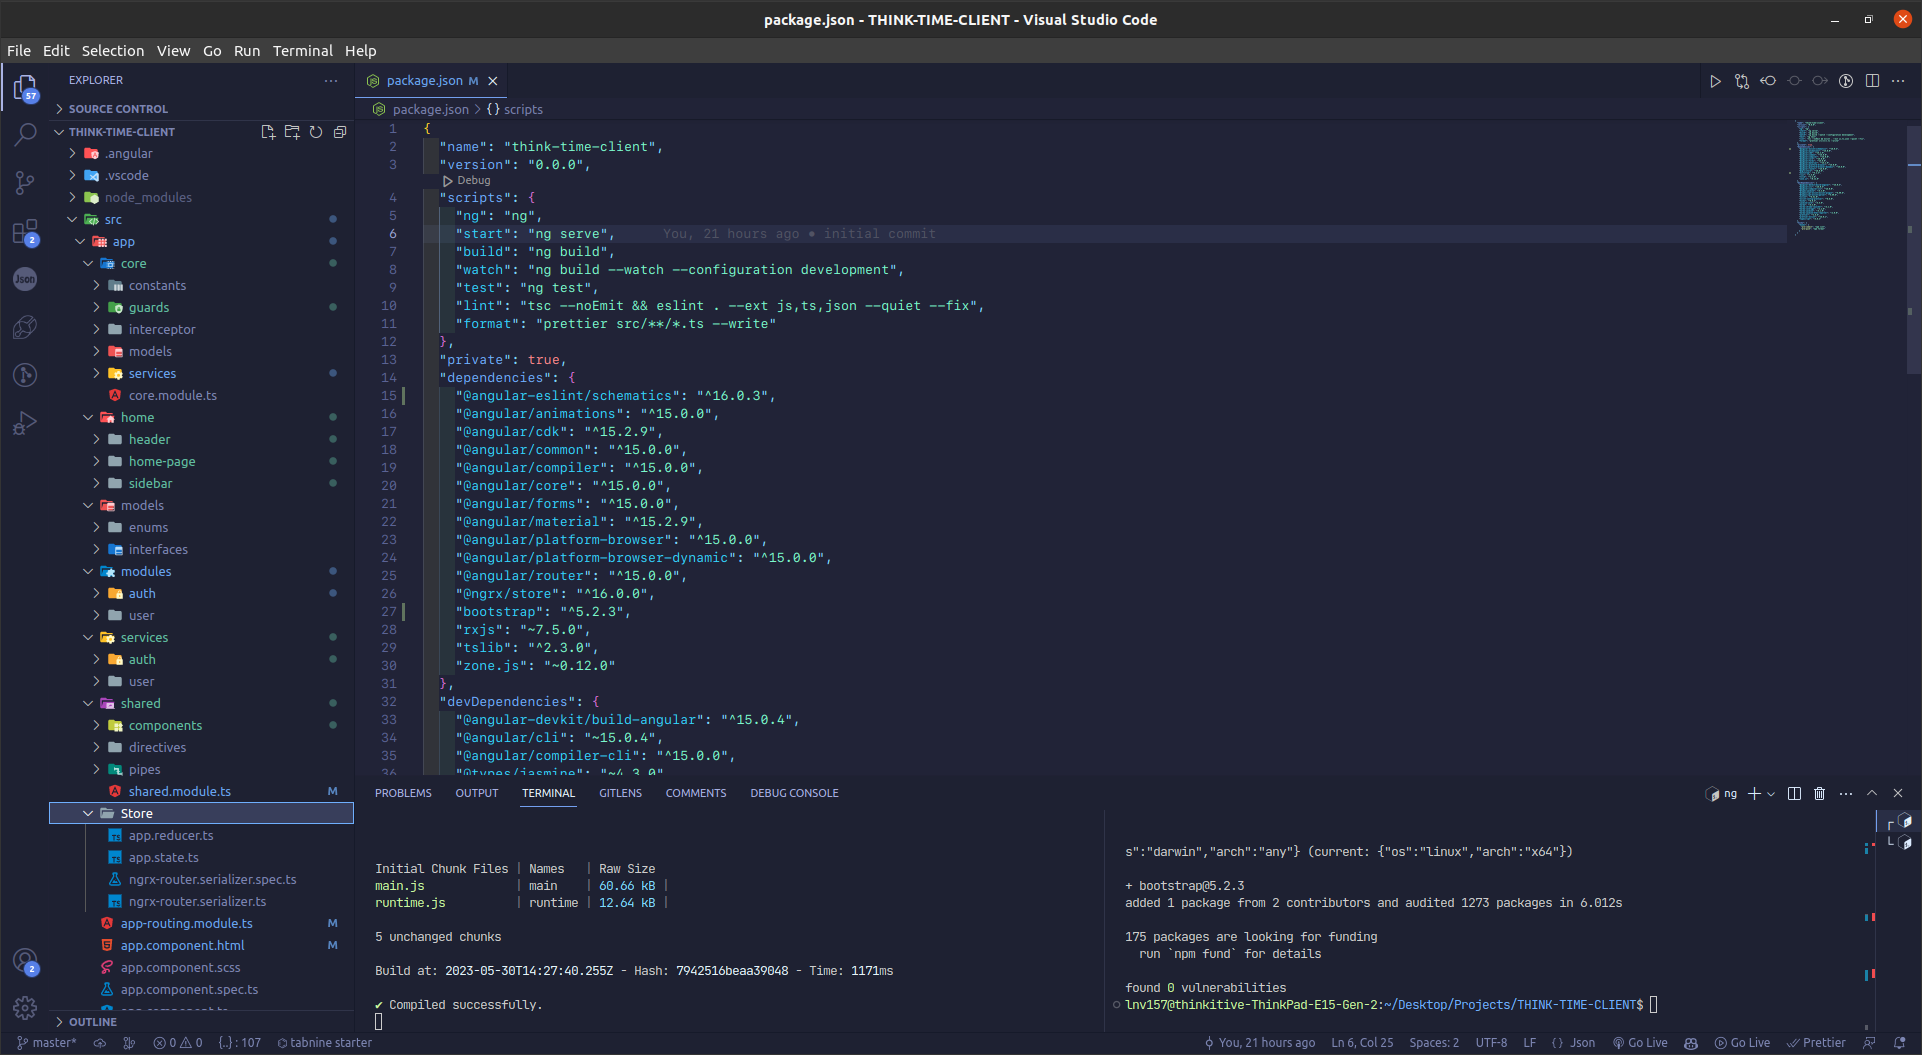 package.json - THINK-TIME-CLIENT - Visual Studio Code
File Edit Selection View Go Run Terminal Help
EXPLORER
57
SOURCE CONTROL
THINK-TIME-CLIENT
.angular
.vscode
node_modules
src
app
core
constants
guards
interceptor
models
services
core.module.ts
home
header
home-page
sidebar
models
enums
interfaces
modules
auth
user
services
auth
user
shared
components
directives
pipes
shared.module.ts M
Store
app.reducer.ts
app.state.ts
ngrx-router.serializer.spec.ts
ngrx-router.serializer.ts
app-routing.module.ts M
app.component.html M
app.component.scss
app.component.spec.ts
OUTLINE
2
Json
2
package.json M
package.json > {} scripts
1 {
2 "name": "think-time-client",
3 "version": "0.0.0",
Debug
4 "scripts": {
5 "ng": "ng",
6 "start": "ng serve", You, 21 hours ago • initial commit
7 "build": "ng build",
8 "watch": "ng build --watch --configuration development",
9 "test": "ng test",
10 "lint": "tsc --noEmit && eslint . --ext js,ts,json --quiet --fix",
11 "format": "prettier src/**/*.ts --write"
12 },
13 "private": true,
14 "dependencies": {
15 "@angular-eslint/schematics": "^16.0.3",
16 "@angular/animations": "^15.0.0",
17 "@angular/cdk": "^15.2.9",
18 "@angular/common": "^15.0.0",
19 "@angular/compiler": "^15.0.0",
20 "@angular/core": "^15.0.0",
21 "@angular/forms": "^15.0.0",
22 "@angular/material": "^15.2.9",
23 "@angular/platform-browser": "^15.0.0",
24 "@angular/platform-browser-dynamic": "^15.0.0",
25 "@angular/router": "^15.0.0",
26 "@ngrx/store": "^16.0.0",
27 "bootstrap": "^5.2.3",
28 "rxjs": "~7.5.0",
29 "tslib": "^2.3.0",
30 "zone.js": "~0.12.0"
31 },
32 "devDependencies": {
33 "@angular-devkit/build-angular": "^15.0.4",
34 "@angular/cli": "~15.0.4",
35 "@angular/compiler-cli": "^15.0.0",
36 "@types/jasmine": "~4.3.0"
PROBLEMS OUTPUT TERMINAL GITLENS COMMENTS DEBUG CONSOLE
ng
Initial Chunk Files | Names | Raw Size
main.js | main | 60.66 kB |
runtime.js | runtime | 12.64 kB |
5 unchanged chunks
Build at: 2023-05-30T14:27:40.255Z - Hash: 7942516beaa39048 - Time: 1171ms
✔ Compiled successfully.
s":"darwin","arch":"any"} (current: {"os":"linux","arch":"x64"})
+ bootstrap@5.2.3
added 1 package from 2 contributors and audited 1273 packages in 6.012s
175 packages are looking for funding
run `npm fund` for details
found 0 vulnerabilities
lnv157@thinkitive-ThinkPad-E15-Gen-2:~/Desktop/Projects/THINK-TIME-CLIENT$
master* 0 0 {..} : 107 tabnine starter
You, 21 hours ago Ln 6, Col 25 Spaces: 2 UTF-8 LF {} Json Go Live Go Live Prettier